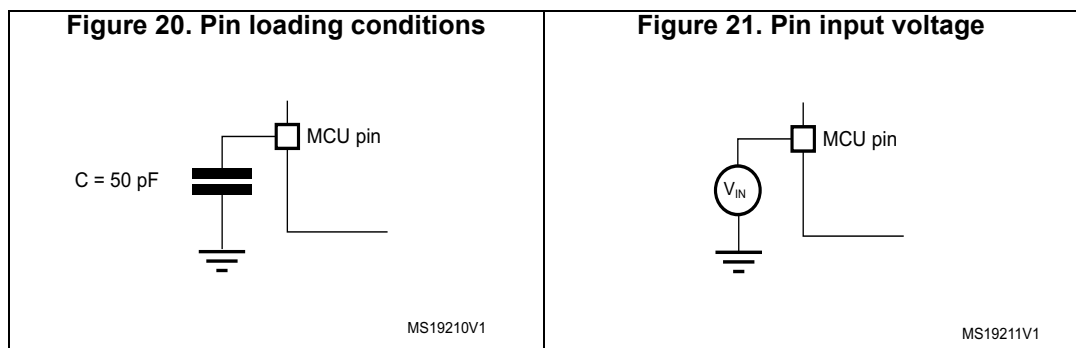 Figure 20. Pin loading conditions
MCU pin
C = 50 pF
MS19210V1
Figure 21. Pin input voltage
MCU pin
VIN
MS19211V1